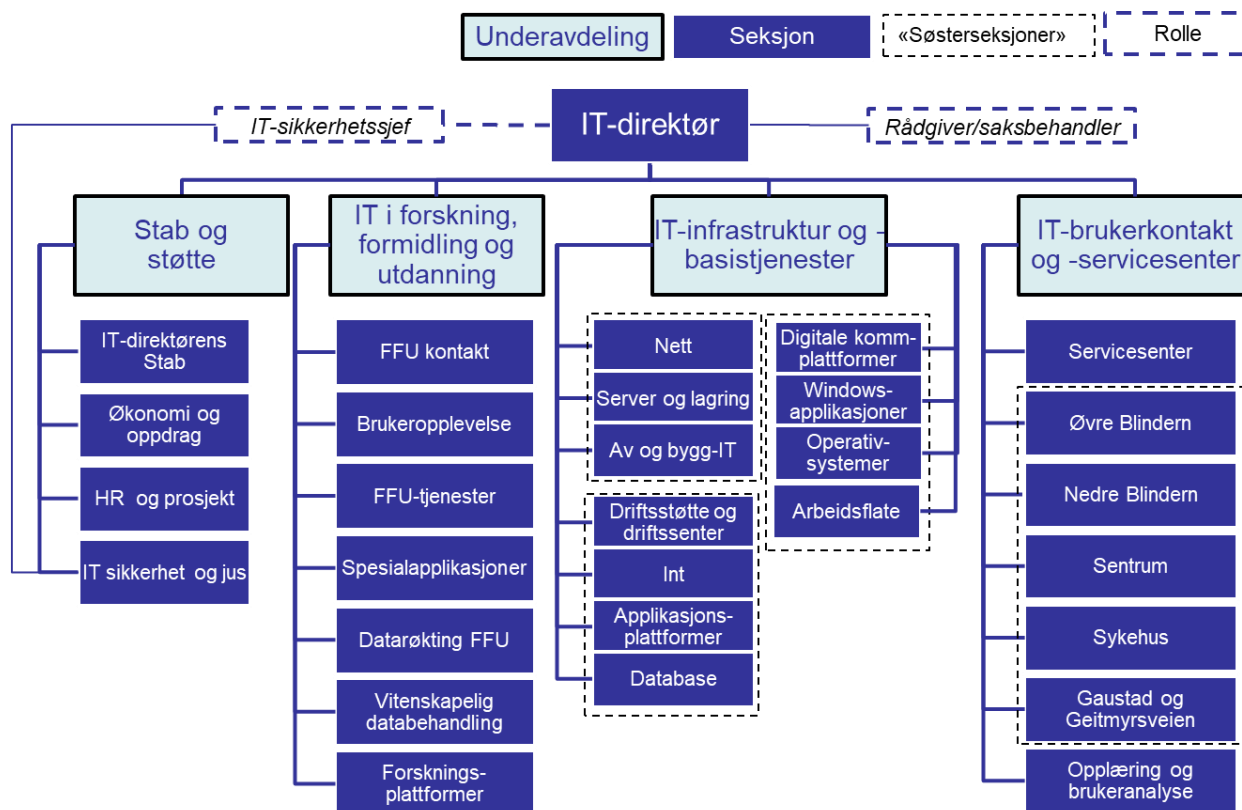 Underavdeling
Seksjon
«Søsterseksjoner»
Rolle
IT-sikkerhetssjef
IT-direktør
Rådgiver/saksbehandler
Stab og
støtte
IT-direktørens
Stab
Økonomi og
oppdrag
HR og prosjekt
IT sikkerhet og jus
IT i forskning,
formidling og
utdanning
FFU kontakt
Brukeropplevelse
FFU-tjenester
Spesialapplikasjoner
Datarøkting FFU
Vitenskapelig
databehandling
Forsknings-
plattformer
IT-infrastruktur og -
basistjenester
Nett
Server og lagring
Av og bygg-IT
Driftsstøtte og
driftssenter
Int
Applikasjons-
plattformer
Database
Digitale komm-
plattformer
Windows-
applikasjoner
Operativ-
systemer
Arbeidsflate
IT-brukerkontakt
og -servicesenter
Servicesenter
Øvre Blindern
Nedre Blindern
Sentrum
Sykehus
Gaustad og
Geitmyrsveien
Opplæring og
brukeranalyse